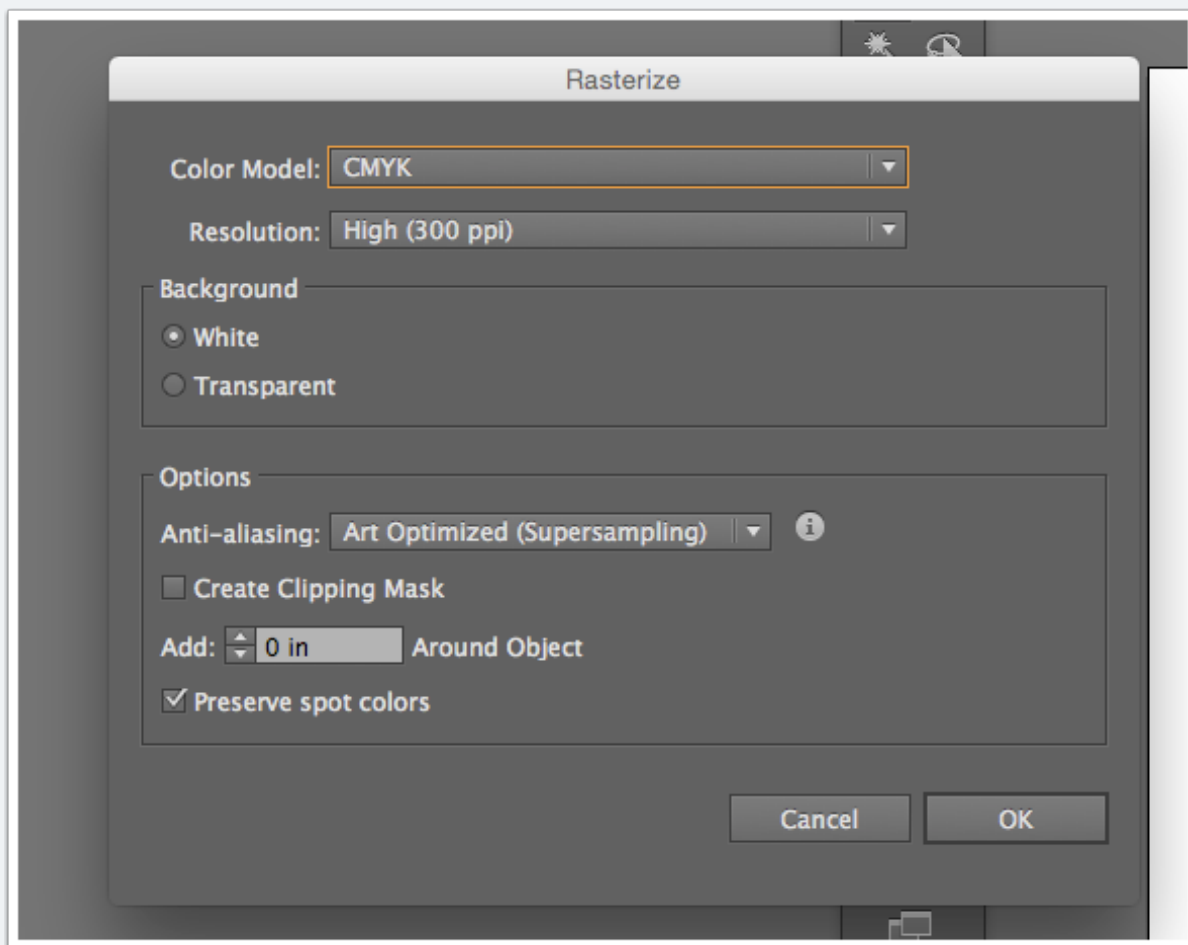 Rasterize
Color Model: CMYK
Resolution: High (300 ppi)
Background
White
Transparent
Options
Anti-aliasing: Art Optimized (Supersampling)
Create Clipping Mask
Add: 0 in Around Object
Preserve spot colors
Cancel OK